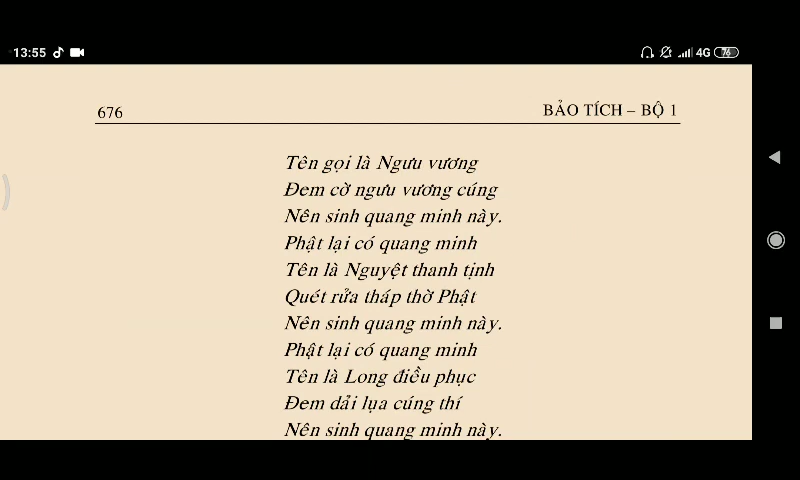 13:55
4G 76
676 BẢO TÍCH – BỘ 1
Tên gọi là Ngưu vương
Đem cờ ngưu vương cúng
Nên sinh quang minh này.
Phật lại có quang minh
Tên là Nguyệt thanh tịnh
Quét rửa tháp thờ Phật
Nên sinh quang minh này.
Phật lại có quang minh
Tên là Long điều phục
Đem dải lụa cúng thí
Nên sinh quang minh này.